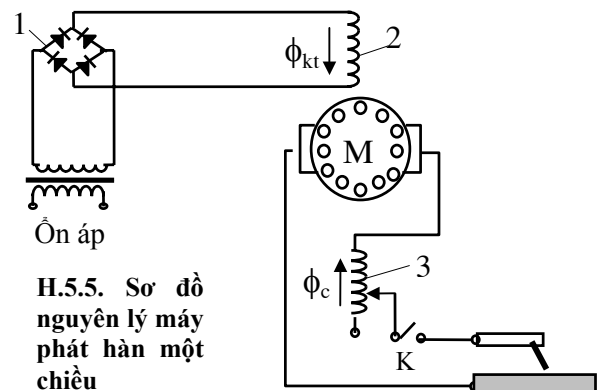 1
2
ϕkt
M
Ổn áp
3
ϕc
K
H.5.5. Sơ đồ
nguyên lý máy
phát hàn một
chiều